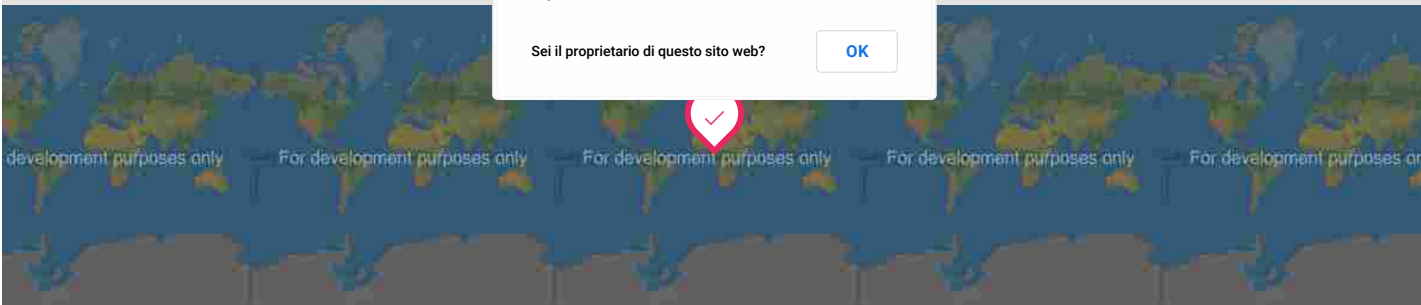 Sei il proprietario di questo sito web?
OK
development purposes only
For development purposes only
For development purposes only
For development purposes only
For development purposes